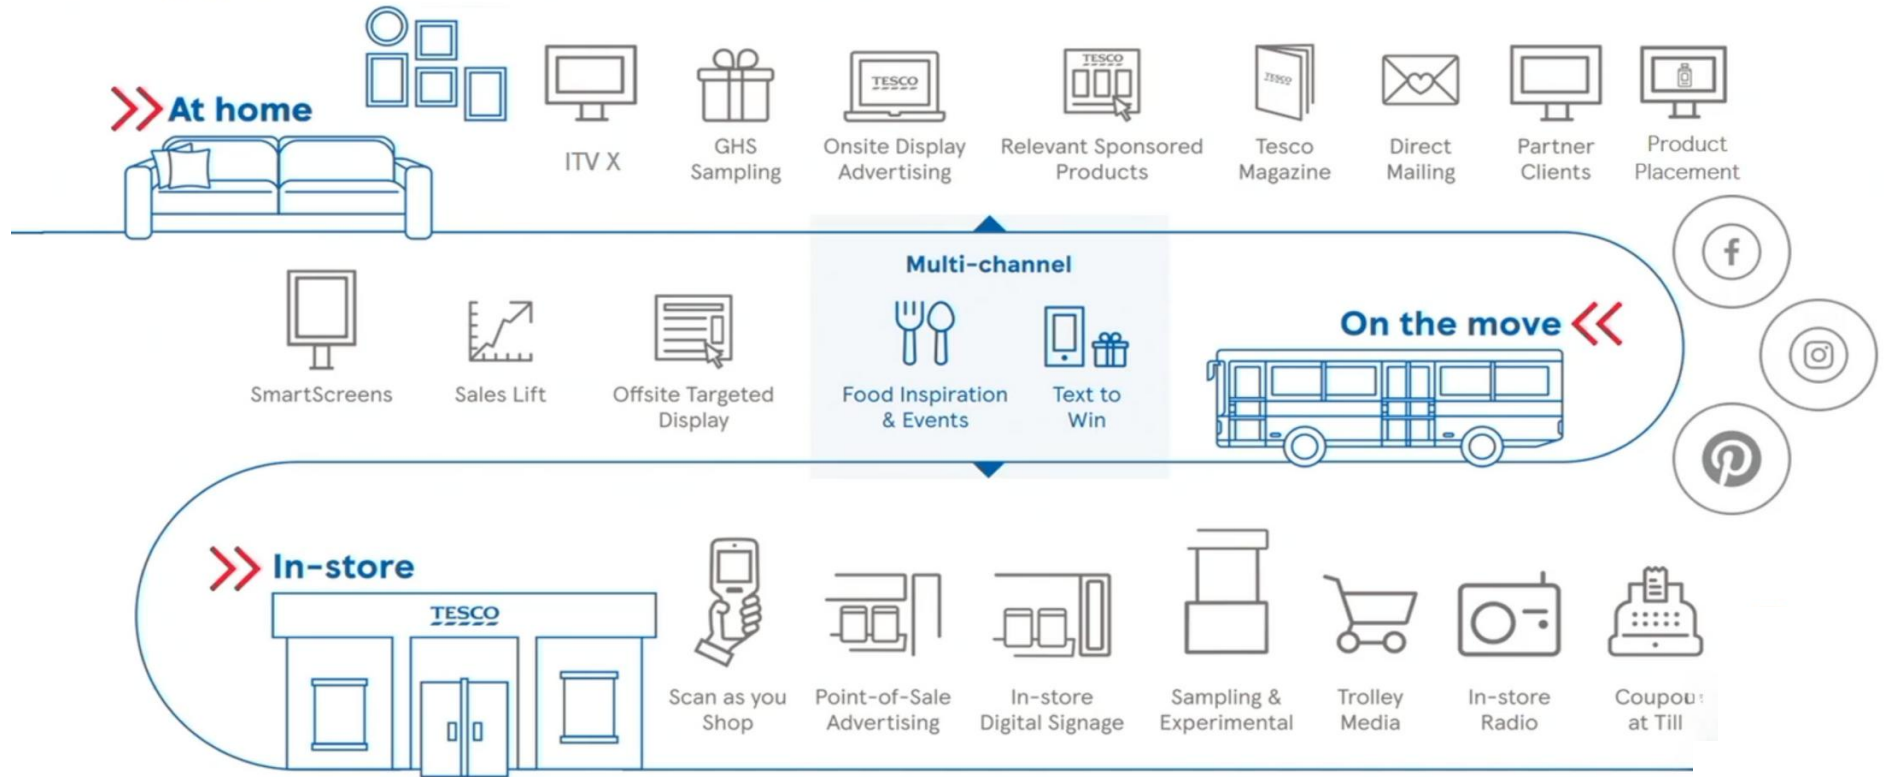 At home
ITV X
GHS
Sampling
TESCO
Onsite Display
Advertising
TESCO
Relevant Sponsored
Products
TESCO
Tesco
Magazine
Direct
Mailing
Partner
Clients
Product
Placement
SmartScreens
Sales Lift
Offsite Targeted
Display
Multi-channel
Food Inspiration
& Events
Text to
Win
On the move
In-store
TESCO
Scan as you
Shop
Point-of-Sale
Advertising
In-store
Digital Signage
Sampling &
Experimental
Trolley
Media
In-store
Radio
at Till